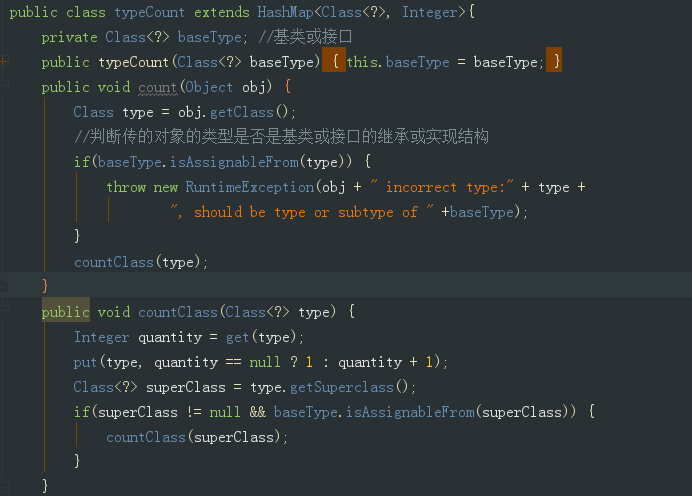 public class typeCount extends HashMap<Class<?>, Integer>{
    private Class<?> baseType; //基类或接口
    public typeCount(Class<?> baseType) { this.baseType = baseType; }
    public void count(Object obj) {
        Class type = obj.getClass();
        //判断传的对象的类型是否是基类或接口的继承或实现结构
        if(baseType.isAssignableFrom(type)) {
            throw new RuntimeException(obj + " incorrect type:" + type +
                    ", should be type or subtype of " +baseType);
        }
        countClass(type);
    }
    public void countClass(Class<?> type) {
        Integer quantity = get(type);
        put(type, quantity == null ? 1 : quantity + 1);
        Class<?> superClass = type.getSuperclass();
        if(superClass != null && baseType.isAssignableFrom(superClass)) {
            countClass(superClass);
        }
    }